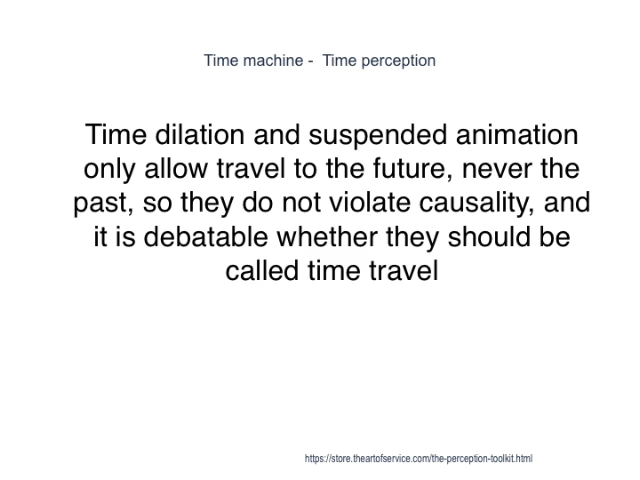 Time machine -  Time perception
Time dilation and suspended animation
only allow travel to the future, never the
past, so they do not violate causality, and
it is debatable whether they should be
called time travel
https://store.theartofservice.com/the-perception-toolkit.html